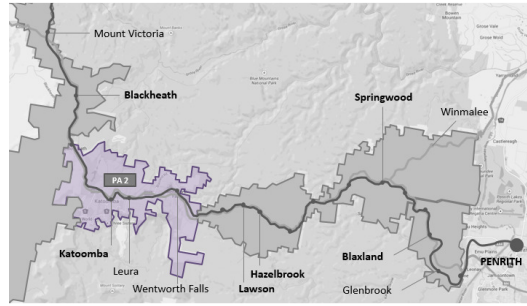 Mount Victoria
Blackheath
Springwood
Winmalee
PA 2
Katoomba
Leura
Wentworth Falls
Hazelbrook
Lawson
Blaxland
Glenbrook
PENRITH